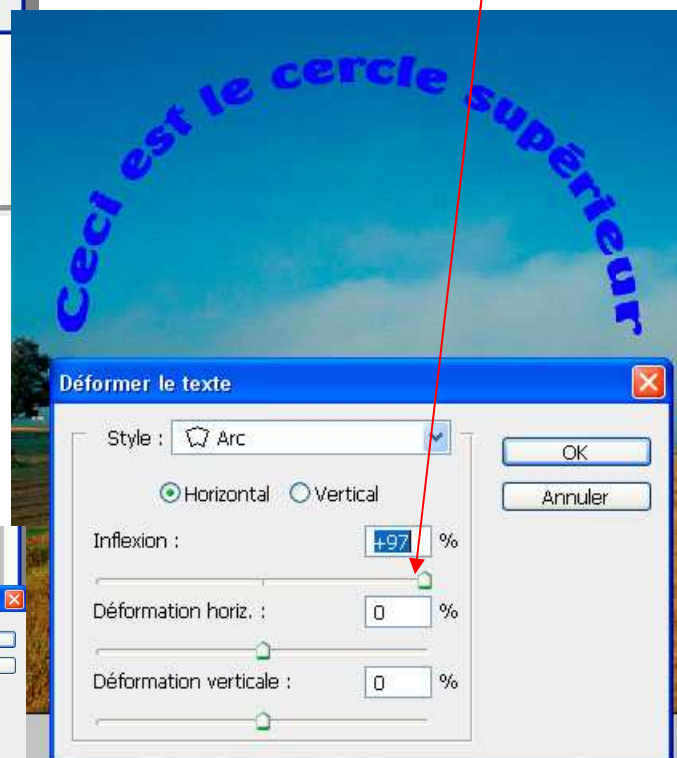 Ceci est le cercle supérieur
Déformer le texte
Style : Arc
OK
Horizontal Vertical
Annuler
Inflexion : +97 %
Déformation horiz. : 0 %
Déformation verticale : 0 %